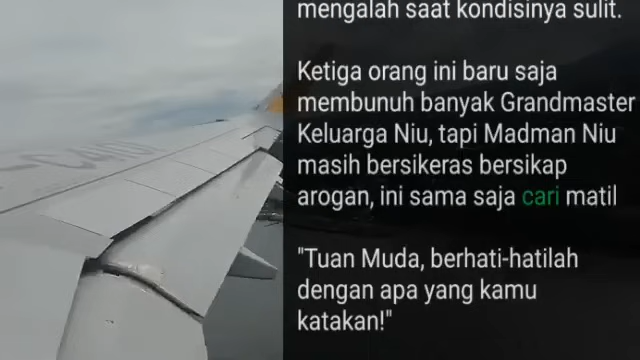 mengalah saat kondisinya sulit.
Ketiga orang ini baru saja
membunuh banyak Grandmaster
Keluarga Niu, tapi Madman Niu
masih bersikeras bersikap
arogan, ini sama saja cari matil
"Tuan Muda, berhati-hatilah
dengan apa yang kamu
katakan!"